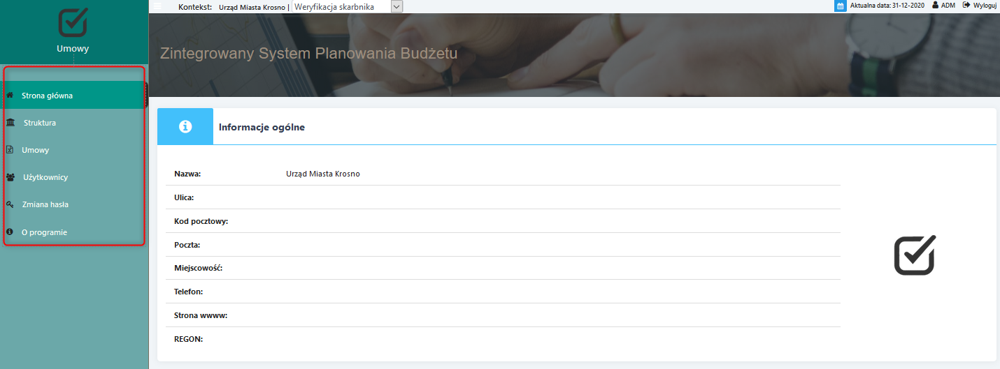 Umowy
Strona główna
Struktura
Umowy
Użytkownicy
Zmiana hasła
O programie
Kontekst: Urząd Miasta Krosno | Weryfikacja skarbnika
Aktualna data: 31-12-2020 ADM Wyloguj
Zintegrowany System Planowania Budżetu
Informacje ogólne
Nazwa: Urząd Miasta Krosno
Ulica:
Kod pocztowy:
Poczta:
Miejscowość:
Telefon:
Strona wwww:
REGON: